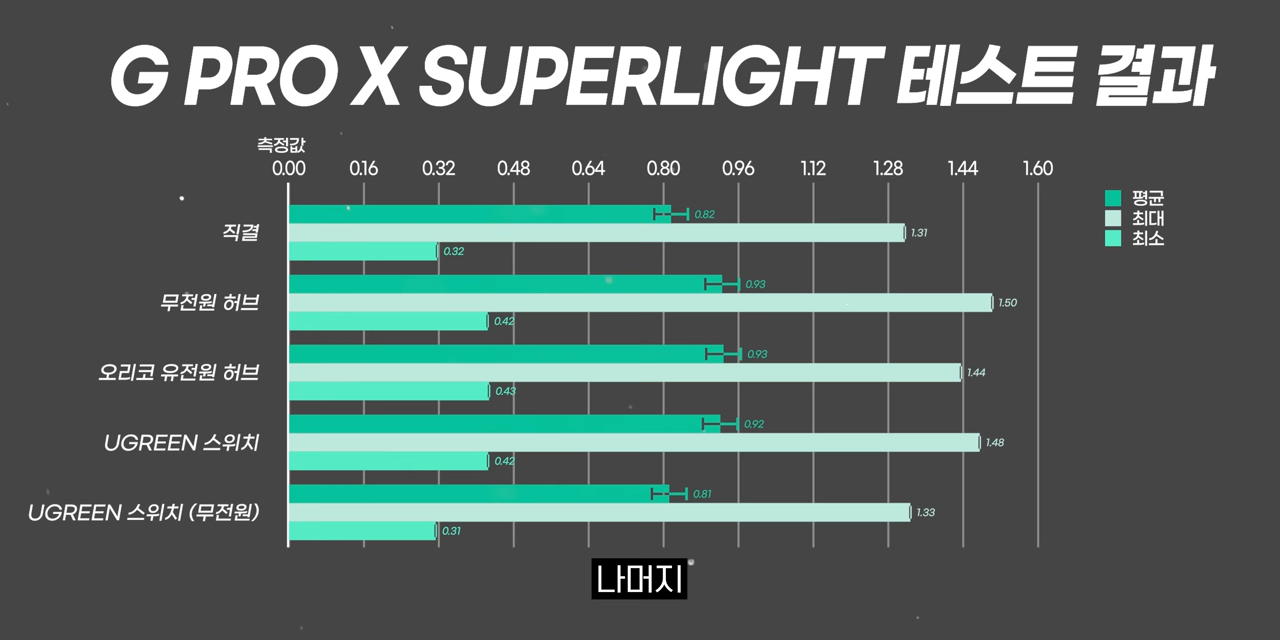 G PRO X SUPERLIGHT 테스트 결과
측정값
0.00 0.16 0.32 0.48 0.64 0.80 0.96 1.12 1.28 1.44 1.60
평균
최대
최소
직결
0.82
1.31
0.32
무전원 허브
0.93
1.50
0.42
오리코 유전원 허브
0.93
1.44
0.43
UGREEN 스위치
0.92
1.48
0.42
UGREEN 스위치 (무전원)
0.81
1.33
0.31
나머지